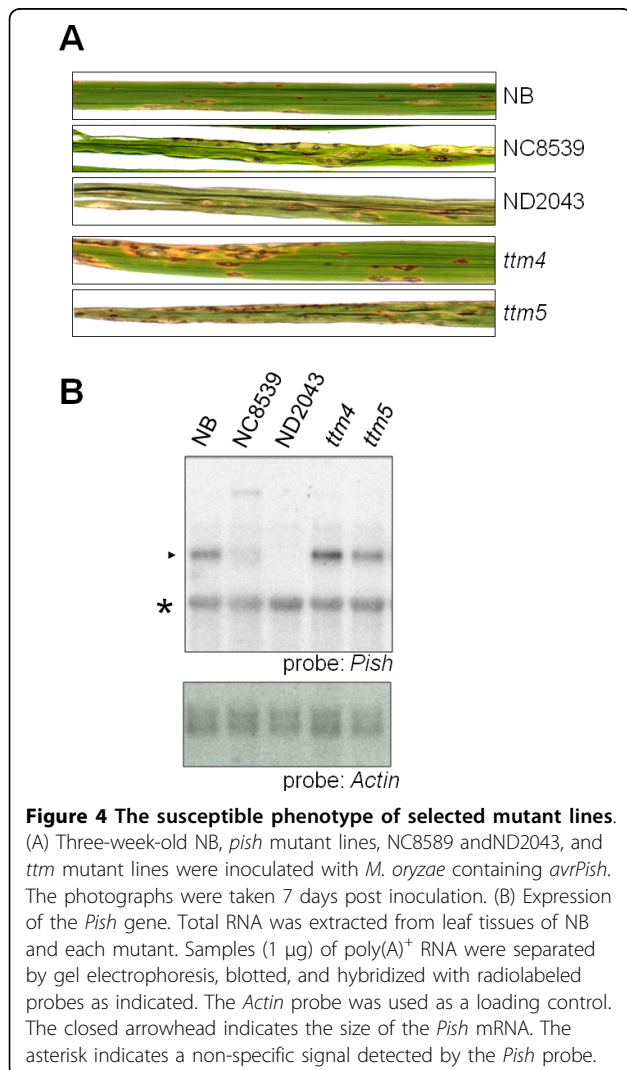 A
NB
NC8539
ND2043
ttm4
ttm5
B
NB NC8539 ND2043 ttm4 ttm5
*
probe: Pish
probe: Actin
Figure 4 The susceptible phenotype of selected mutant lines.
(A) Three-week-old NB, pish mutant lines, NC8589 andND2043, and
ttm mutant lines were inoculated with M. oryzae containing avrPish.
The photographs were taken 7 days post inoculation. (B) Expression
of the Pish gene. Total RNA was extracted from leaf tissues of NB
and each mutant. Samples (1 μg) of poly(A)+ RNA were separated
by gel electrophoresis, blotted, and hybridized with radiolabeled
probes as indicated. The Actin probe was used as a loading control.
The closed arrowhead indicates the size of the Pish mRNA. The
asterisk indicates a non-specific signal detected by the Pish probe.